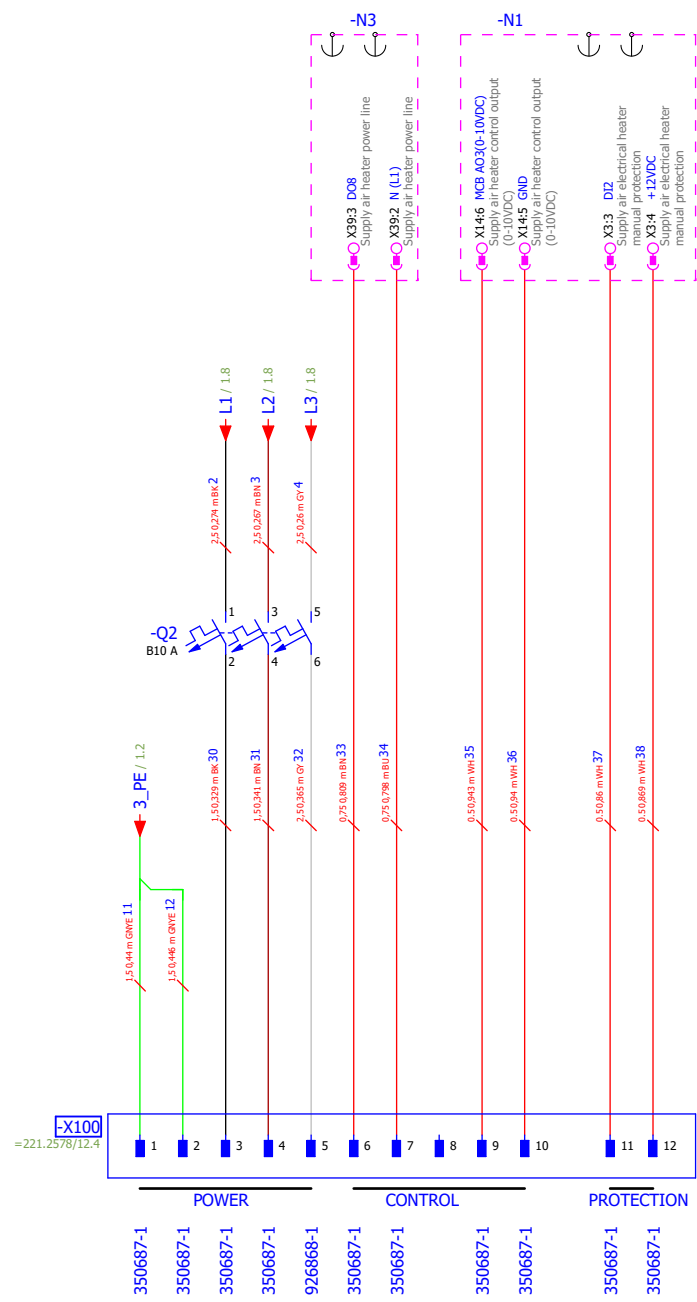 -N3
-N1
X39:3 DO8
Supply air heater power line
X39:2 N (L1)
Supply air heater power line
X14:6 MCB AO3(0-10VDC)
Supply air heater control output
(0-10VDC)
X14:5 GND
Supply air heater control output
(0-10VDC)
X3:3 DI2
Supply air electrical heater
manual protection
X3:4 +12VDC
Supply air electrical heater
manual protection
L1 / 1.8
L2 / 1.8
L3 / 1.8
2,5 0,274 m BK 2
2,5 0,267 m BN 3
2,5 0,26 m GY 4
-Q2
B10 A
1
3
5
2
4
6
3_PE / 1.2
1,5 0,329 m BK 30
1,5 0,341 m BN 31
2,5 0,365 m GY 32
0,75 0,809 m BN 33
0,75 0,798 m BU 34
0.5 0,943 m WH 35
0.5 0,94 m WH 36
0.5 0,86 m WH 37
0.5 0,869 m WH 38
1,5 0,44 m GNYE 11
1,5 0,446 m GNYE 12
-X100
=221.2578/12.4
1
2
3
4
5
6
7
8
9
10
11
12
POWER
CONTROL
PROTECTION
350687-1
350687-1
350687-1
350687-1
926868-1
350687-1
350687-1
350687-1
350687-1
350687-1
350687-1